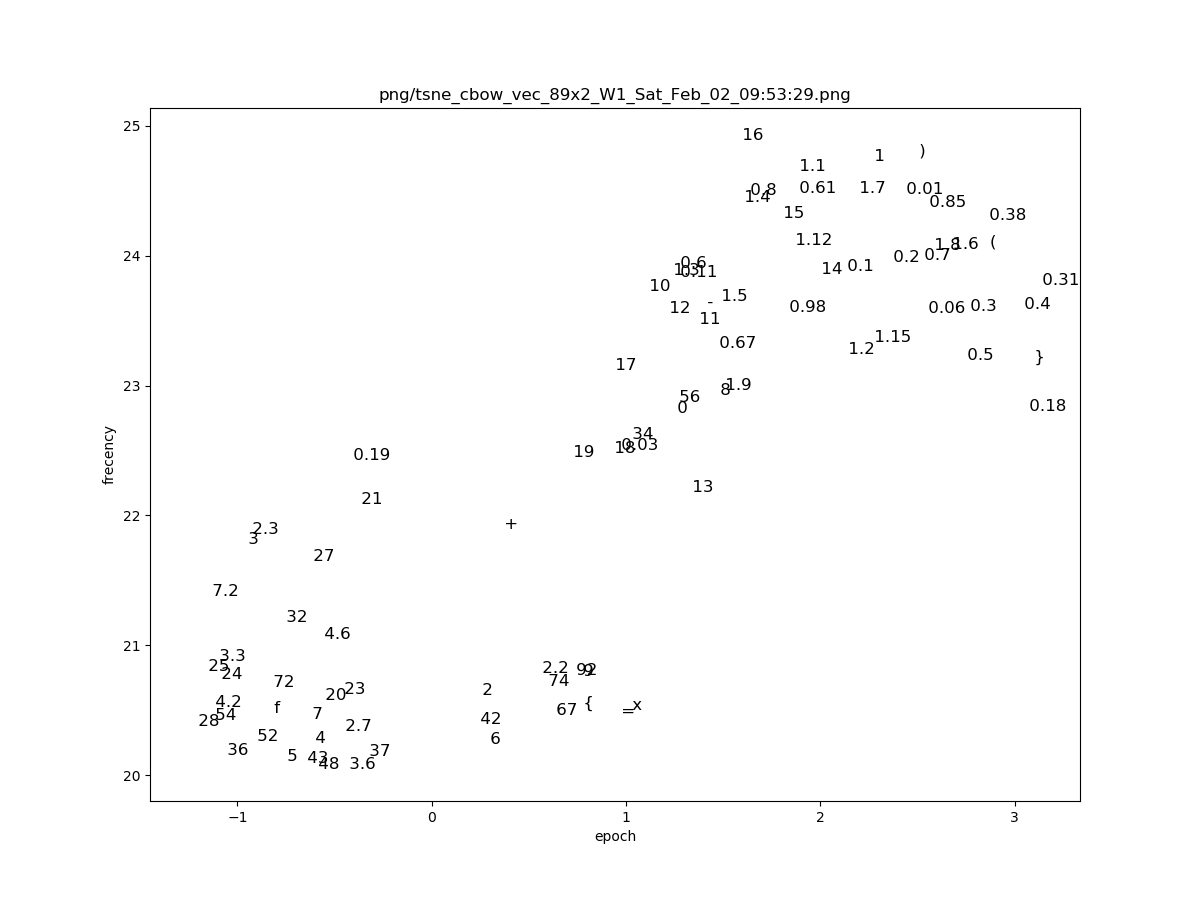 png/tsne_cbow_vec_89x2_W1_Sat_Feb_02_09:53:29.png
25
16
1 )
1.1
0.8 0.61 1.7 0.01
1.4 0.85
15 0.38
1.12 1.8 1.6 (
24
0.6 0.2 0.7
1.3 0.11 14 0.1
10 0.31
1.5
12 - 0.98 0.06 0.3 0.4
11
0.67 1.15
1.2
17 0.5 }
23
8 1.9
56
0 0.18
34
19 18 0.03
0.19
13
21
22
+
2.3
3
27
7.2
32
4.6
21
3.3
25 2.2 92 9
24
72 74
20 23 2
4.2 f { x
54 7 67 =
28 2.7 42
52 4 6
36 37
5 43
48 3.6
20
−1 0 1 2 3
epoch
frecency